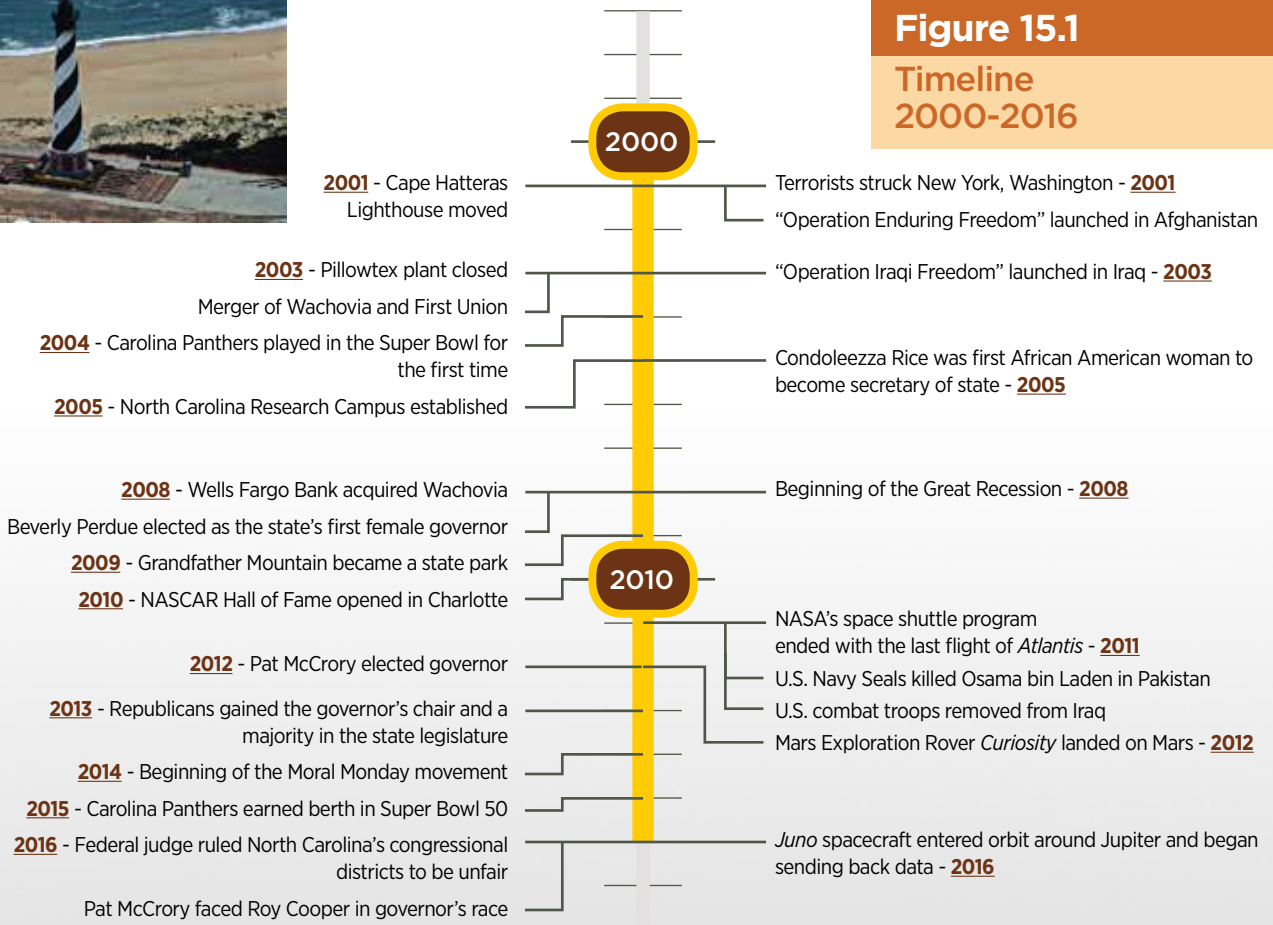 Figure 15.1
Timeline
2000-2016
2000
2001 - Cape Hatteras
Lighthouse moved
Terrorists struck New York, Washington - 2001
“Operation Enduring Freedom” launched in Afghanistan
2003 - Pillowtex plant closed
Merger of Wachovia and First Union
“Operation Iraqi Freedom” launched in Iraq - 2003
2004 - Carolina Panthers played in the Super Bowl for
the first time
2005 - North Carolina Research Campus established
Condoleezza Rice was first African American woman to
become secretary of state - 2005
2008 - Wells Fargo Bank acquired Wachovia
Beverly Perdue elected as the state’s first female governor
Beginning of the Great Recession - 2008
2009 - Grandfather Mountain became a state park
2010 - NASCAR Hall of Fame opened in Charlotte
2010
NASA’s space shuttle program
ended with the last flight of Atlantis - 2011
U.S. Navy Seals killed Osama bin Laden in Pakistan
U.S. combat troops removed from Iraq
2012 - Pat McCrory elected governor
Mars Exploration Rover Curiosity landed on Mars - 2012
2013 - Republicans gained the governor’s chair and a
majority in the state legislature
2014 - Beginning of the Moral Monday movement
2015 - Carolina Panthers earned berth in Super Bowl 50
2016 - Federal judge ruled North Carolina’s congressional
districts to be unfair
Pat McCrory faced Roy Cooper in governor’s race
Juno spacecraft entered orbit around Jupiter and began
sending back data - 2016